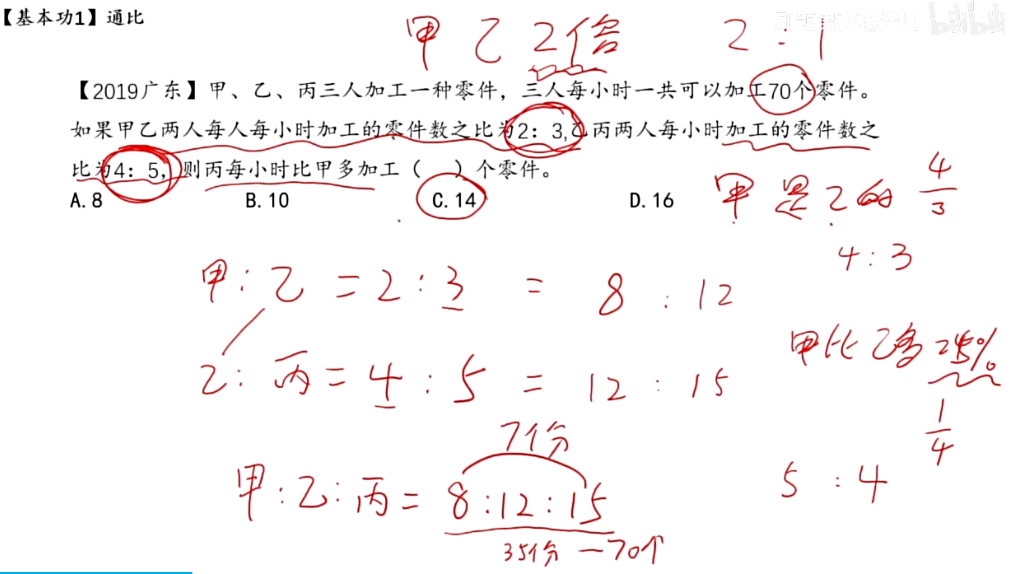 【基本功1】通比
甲 乙 2倍 2:1
【2019广东】甲、乙、丙三人加工一种零件，三人每小时一共可以加工70个零件。
如果甲乙两人每人每小时加工的零件数之比为2：3,乙丙两人每小时加工的零件数之
比为4：5，则丙每小时比甲多加工（ ）个零件。
A.8 B.10 C.14 D.16
甲是乙的 4/3
4:3
甲:乙=2:3 = 8:12
甲比乙多25%
乙:丙=4:5 = 12:15
1/4
7个份
5:4
甲:乙:丙=8:12:15
35个份—70个
bilibili